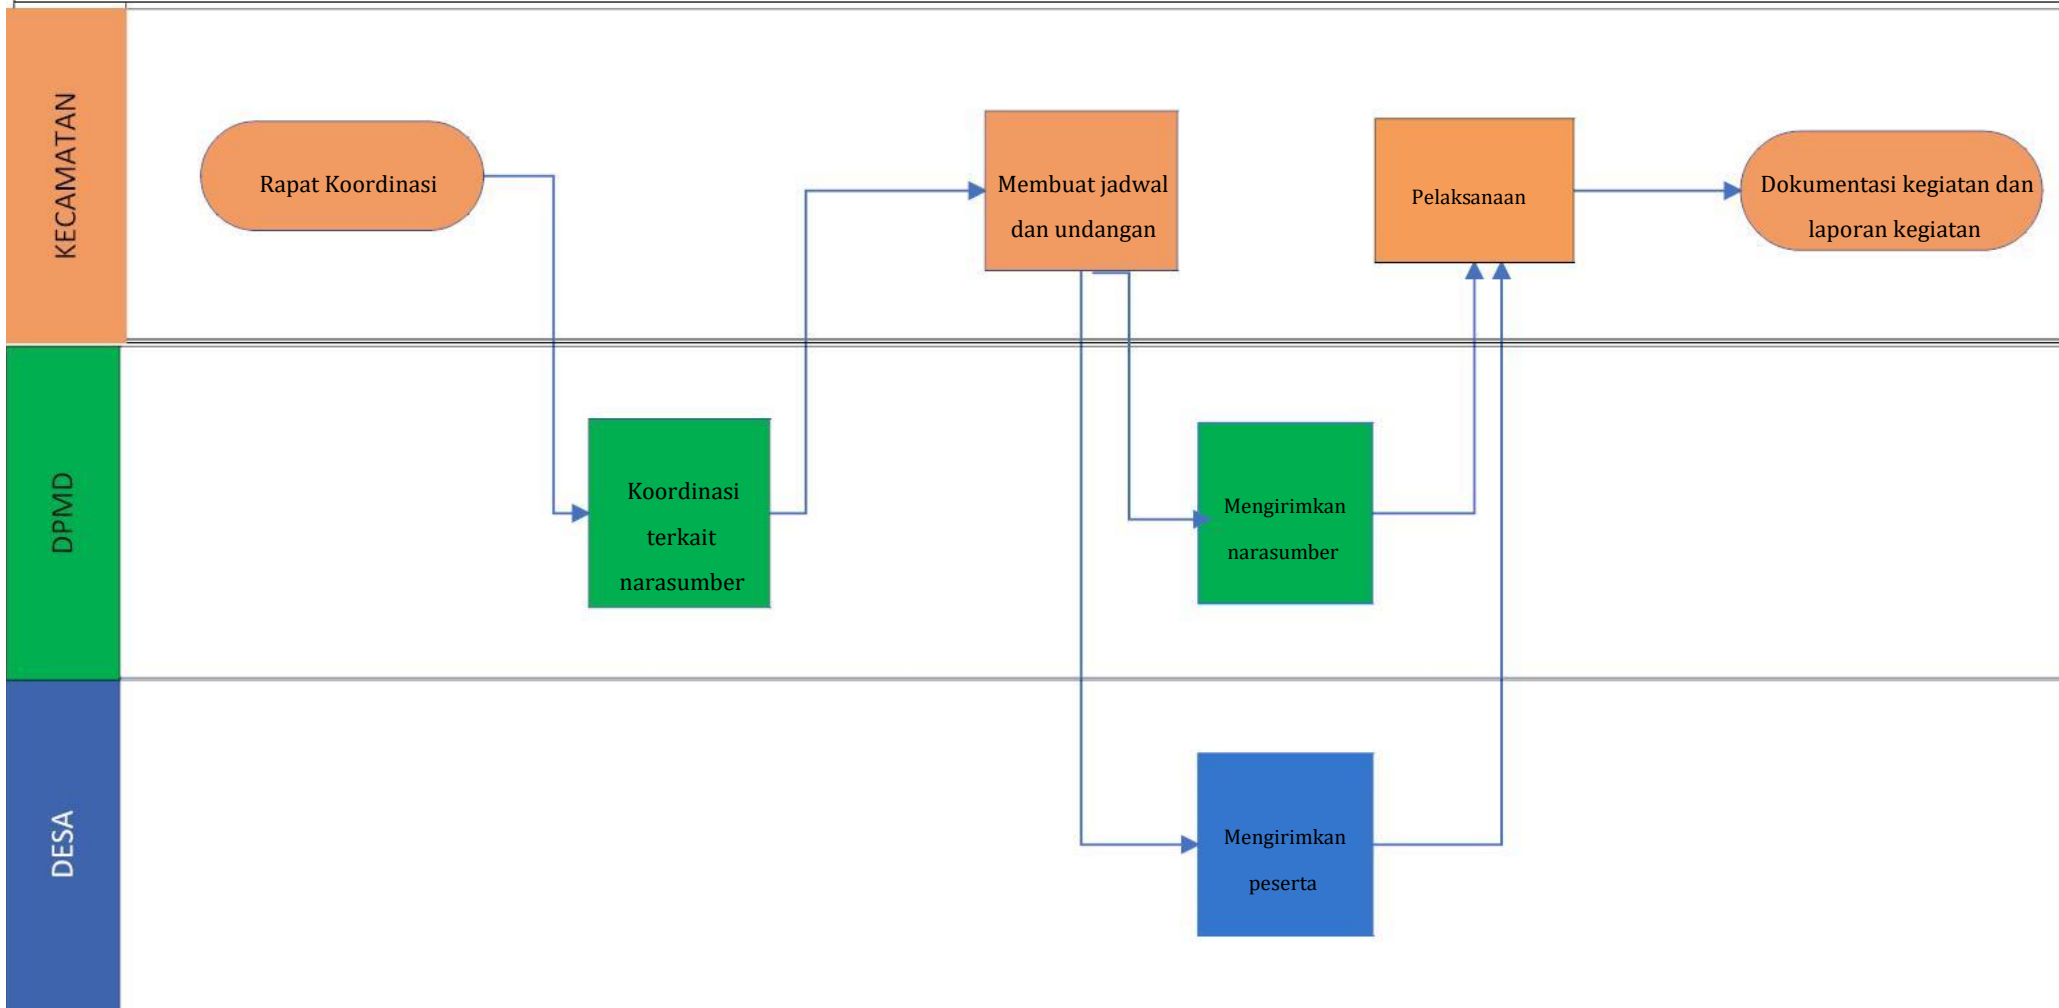 KECAMATAN
Rapat Koordinasi
Membuat jadwal
dan undangan
Pelaksanaan
Dokumentasi kegiatan dan
laporan kegiatan
DPMD
Koordinasi
terkait
narasumber
Mengirimkan
narasumber
DESA
Mengirimkan
peserta